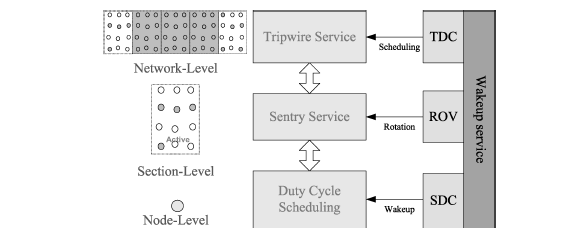 Tripwire Service
Scheduling
TDC
Network-Level
Wakeup service
Active
Sentry Service
Rotation
ROV
Section-Level
Duty Cycle
Scheduling
Wakeup
SDC
Node-Level